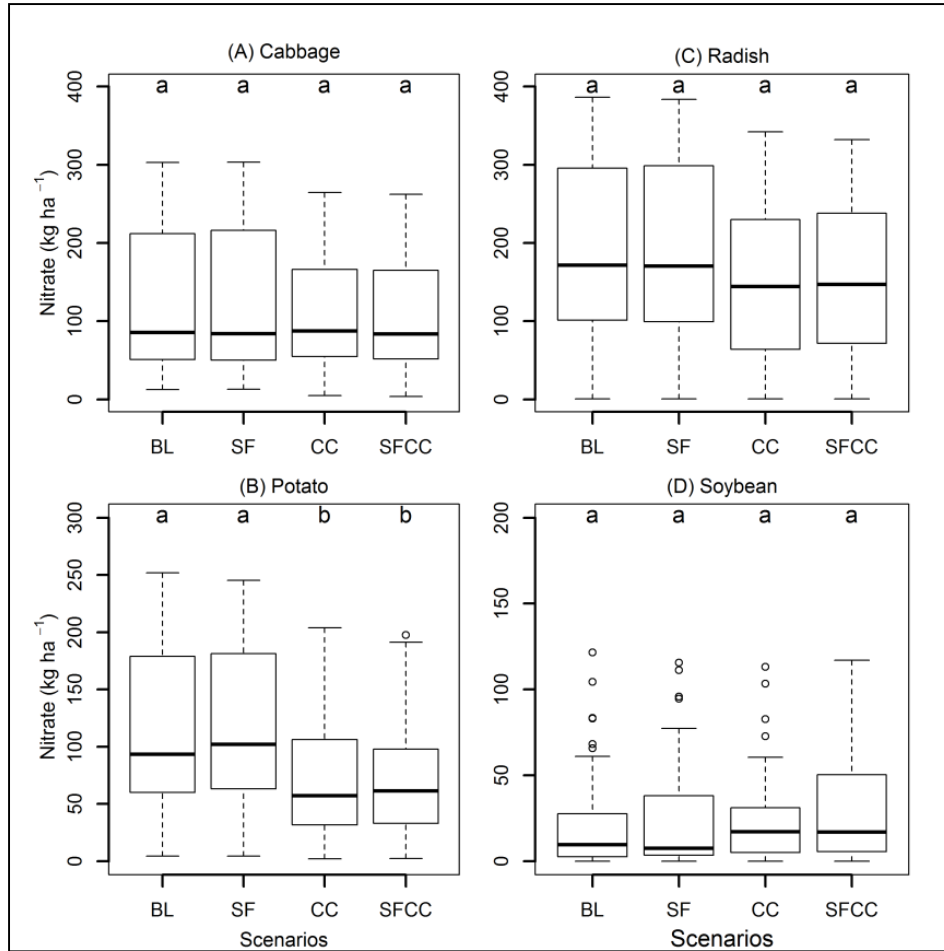 (A) Cabbage
a a a a
400
300
200
100
0
Nitrate (kg ha ⁻¹)
BL SF CC SFCC
(C) Radish
a a a a
400
300
200
100
0
BL SF CC SFCC
(B) Potato
a a b b
300
250
200
150
100
50
0
Nitrate (kg ha ⁻¹)
BL SF CC SFCC
Scenarios
(D) Soybean
a a a a
200
150
100
50
0
BL SF CC SFCC
Scenarios